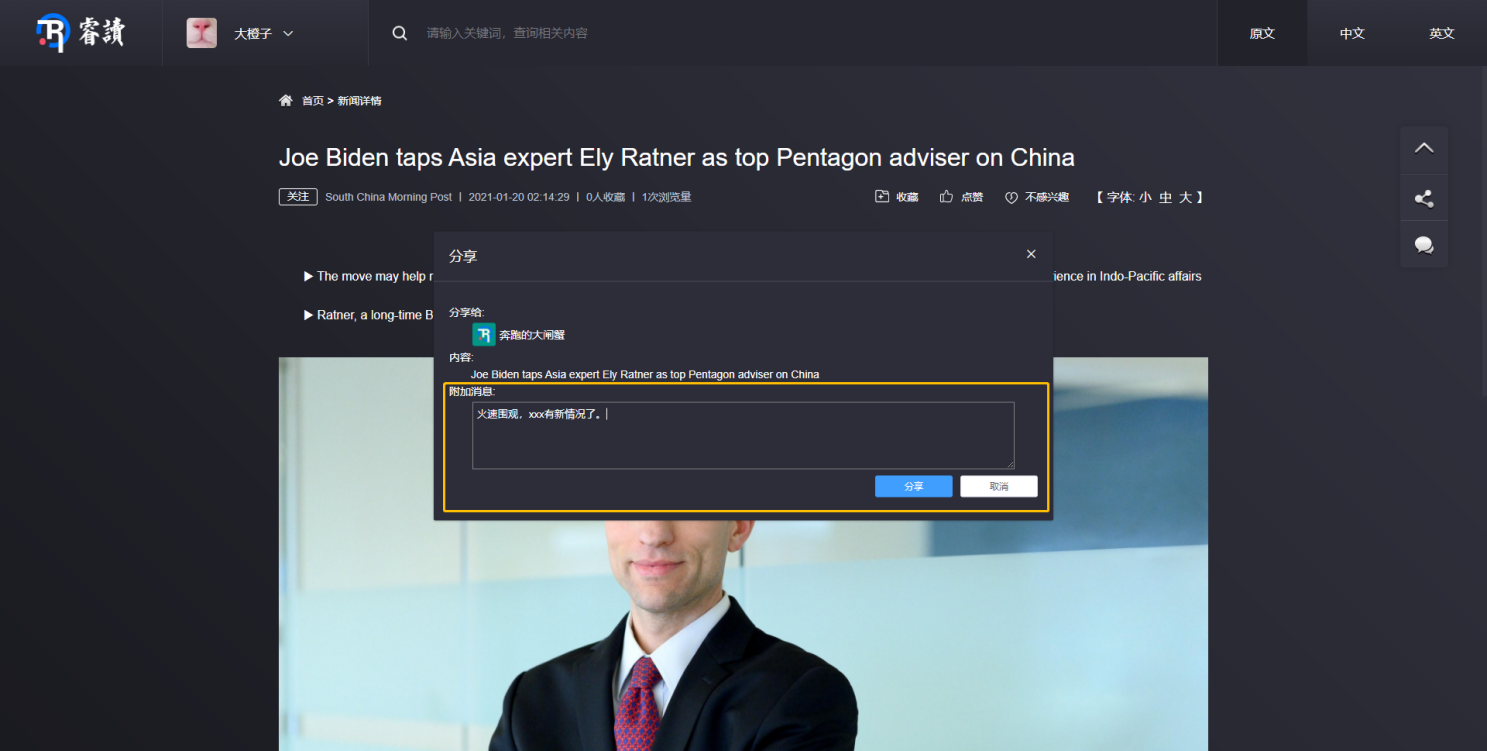 睿讀
大橙子
请输入关键词，查询相关内容
原文
中文
英文
首页 > 新闻详情
Joe Biden taps Asia expert Ely Ratner as top Pentagon adviser on China
关注 South China Morning Post | 2021-01-20 02:14:29 | 0人收藏 | 1次浏览量
收藏 点赞 不感兴趣 【 字体: 小 中 大 】
分享
▶ The move may help r
ience in Indo-Pacific affairs
▶ Ratner, a long-time B
分享给:
奔跑的大闸蟹
内容:
Joe Biden taps Asia expert Ely Ratner as top Pentagon adviser on China
附加消息:
火速围观，xxx有新情况了。
分享
取消